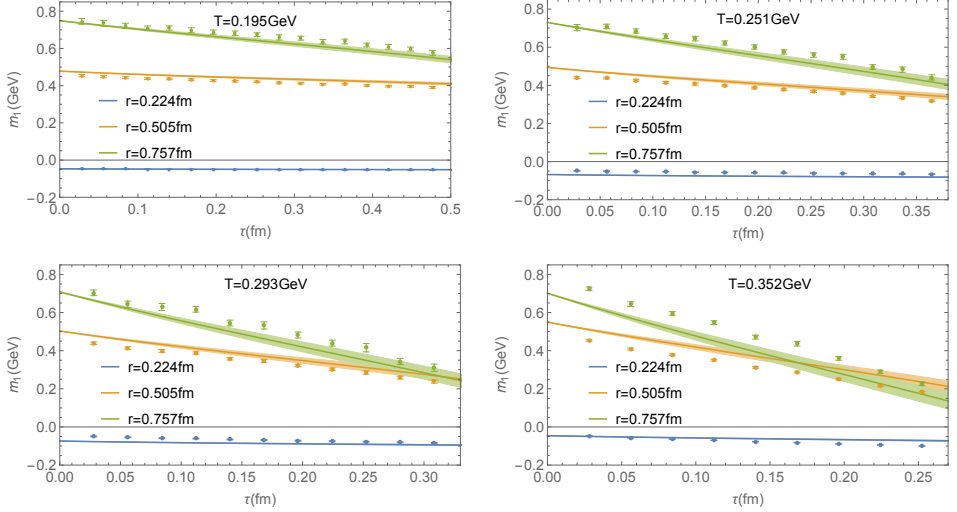 T=0.195GeV
0.8
0.6
0.4
0.2
0.0
−0.2
m₁(GeV)
r=0.224fm
r=0.505fm
r=0.757fm
0.0 0.1 0.2 0.3 0.4 0.5
τ(fm)
T=0.251GeV
0.8
0.6
0.4
0.2
0.0
−0.2
m₁(GeV)
r=0.224fm
r=0.505fm
r=0.757fm
0.00 0.05 0.10 0.15 0.20 0.25 0.30 0.35
τ(fm)
T=0.293GeV
0.8
0.6
0.4
0.2
0.0
−0.2
m₁(GeV)
r=0.224fm
r=0.505fm
r=0.757fm
0.00 0.05 0.10 0.15 0.20 0.25 0.30
τ(fm)
T=0.352GeV
0.8
0.6
0.4
0.2
0.0
−0.2
m₁(GeV)
r=0.224fm
r=0.505fm
r=0.757fm
0.00 0.05 0.10 0.15 0.20 0.25
τ(fm)